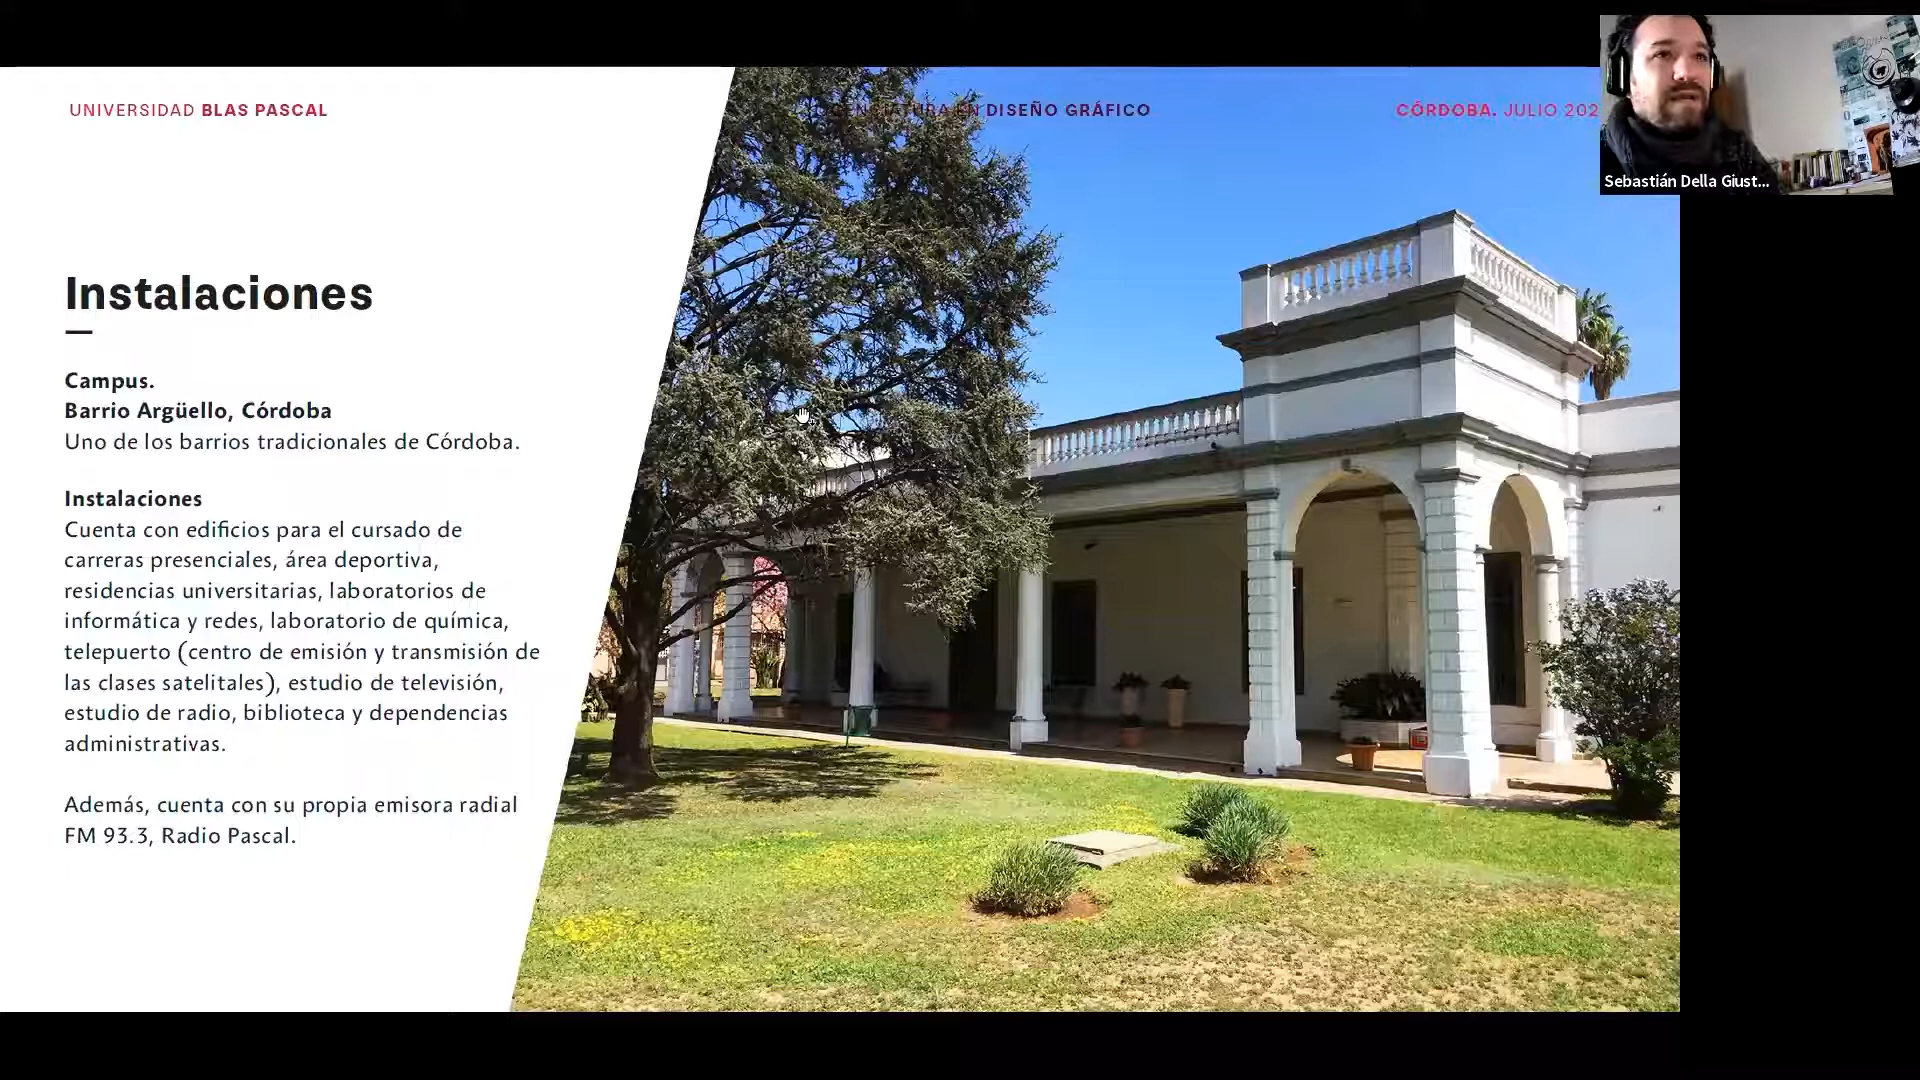 UNIVERSIDAD BLAS PASCAL
LICENCIATURA EN DISEÑO GRÁFICO
CÓRDOBA. JULIO 202
Sebastián Della Giust...
Instalaciones
Campus.
Barrio Argüello, Córdoba
Uno de los barrios tradicionales de Córdoba.
Instalaciones
Cuenta con edificios para el cursado de
carreras presenciales, área deportiva,
residencias universitarias, laboratorios de
informática y redes, laboratorio de química,
telepuerto (centro de emisión y transmisión de
las clases satelitales), estudio de televisión,
estudio de radio, biblioteca y dependencias
administrativas.
Además, cuenta con su propia emisora radial
FM 93.3, Radio Pascal.